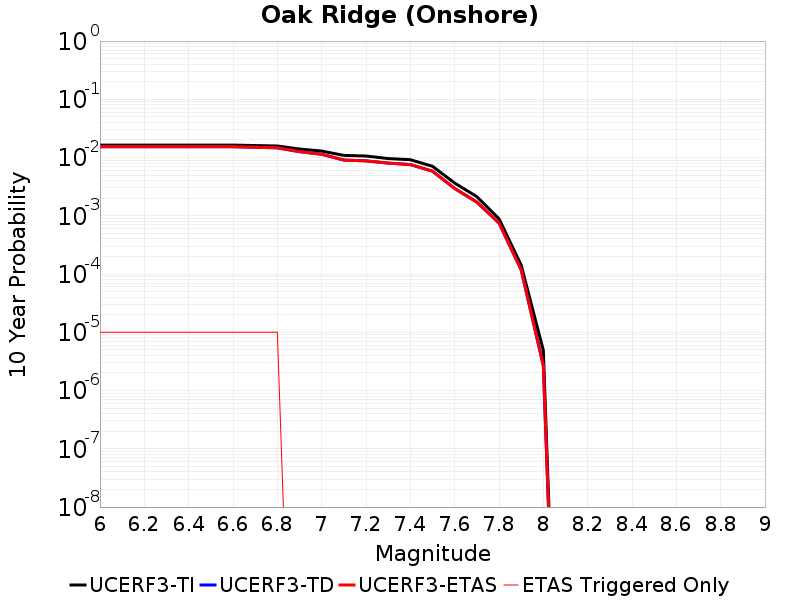 Oak Ridge (Onshore)
10^0
10^-1
10^-2
10^-3
10^-4
10^-5
10^-6
10^-7
10^-8
10 Year Probability
6 6.2 6.4 6.6 6.8 7 7.2 7.4 7.6 7.8 8 8.2 8.4 8.6 8.8 9
Magnitude
UCERF3-TI UCERF3-TD UCERF3-ETAS ETAS Triggered Only